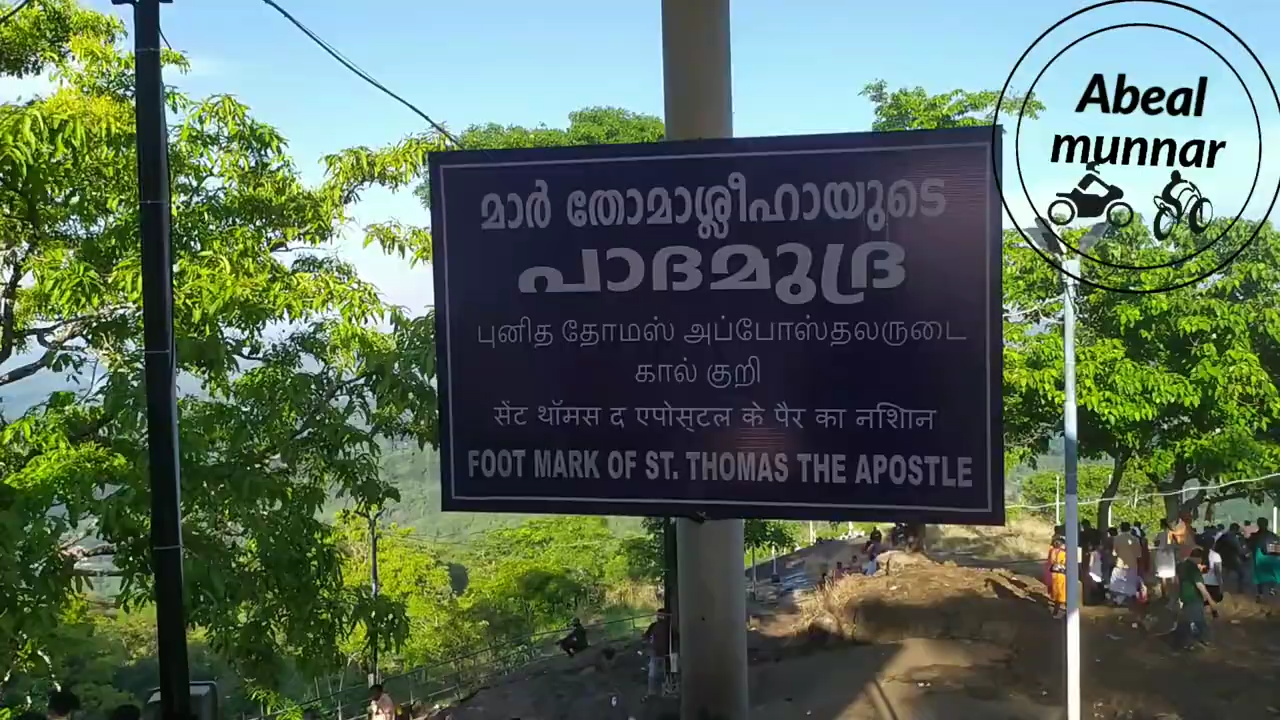 മാർ തോമാശ്ലീഹായുടെ
പാദമുദ്ര
புனித தோமஸ் அப்போஸ்தலருடை
கால் குறி
सेंट थॉमस द एपोस्टल के पैर का नशिान
FOOT MARK OF ST. THOMAS THE APOSTLE
Abeal
munnar